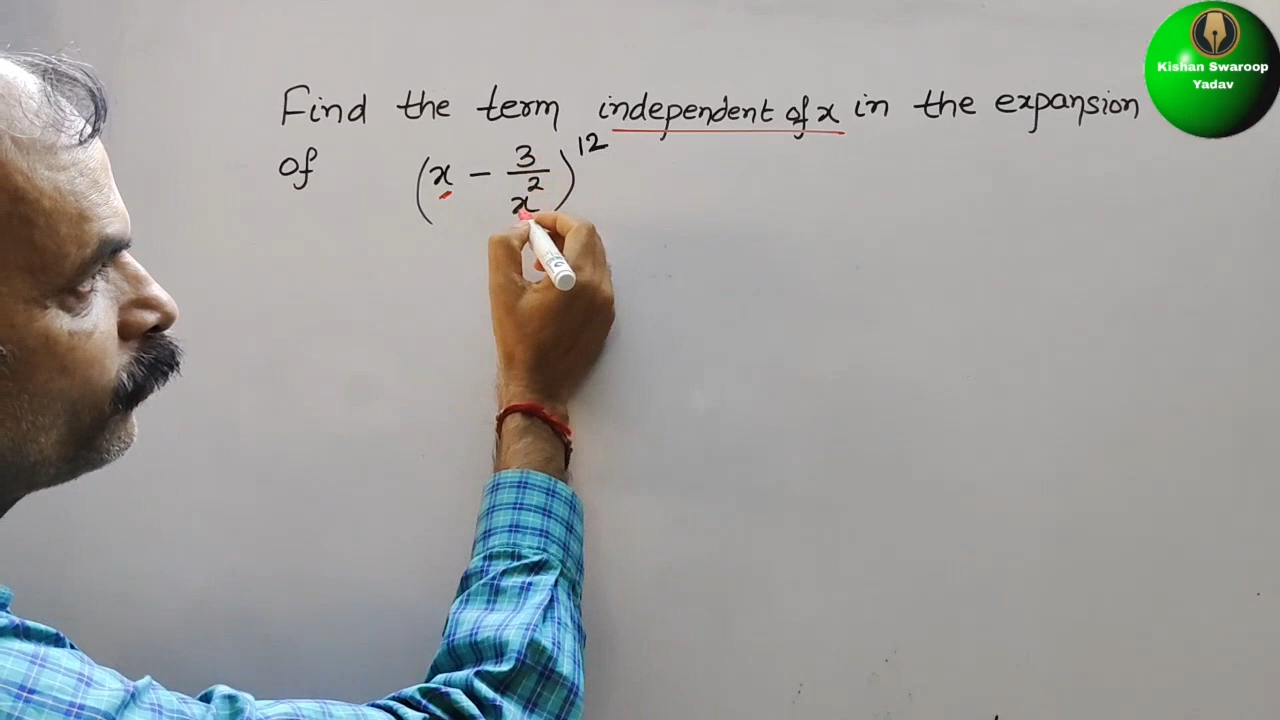 Find the term independent of x in the expansion
of (x - 3/x²)¹²
Kishan Swaroop
Yadav